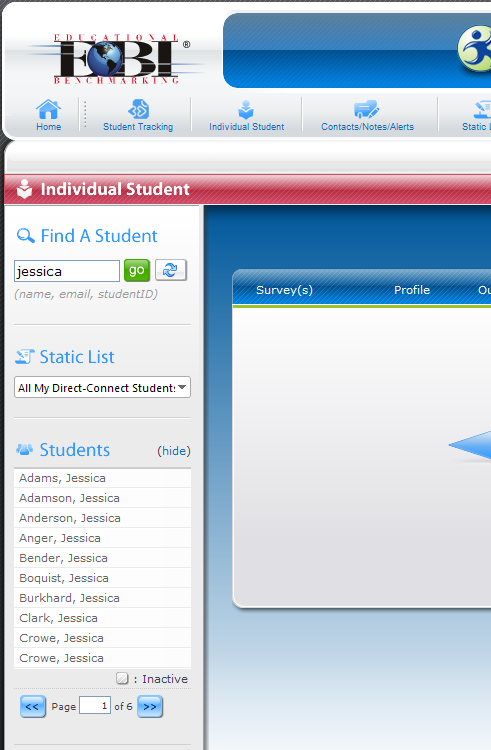 EDUCATIONAL
EBI ®
BENCHMARKING
Home
Student Tracking
Individual Student
Contacts/Notes/Alerts
Static L
Individual Student
Find A Student
jessica
go
(name, email, studentID)
Static List
All My Direct-Connect Students
Students
(hide)
Adams, Jessica
Adamson, Jessica
Anderson, Jessica
Anger, Jessica
Bender, Jessica
Boquist, Jessica
Burkhard, Jessica
Clark, Jessica
Crowe, Jessica
Crowe, Jessica
: Inactive
<< Page 1 of 6 >>
Survey(s)
Profile
Ou